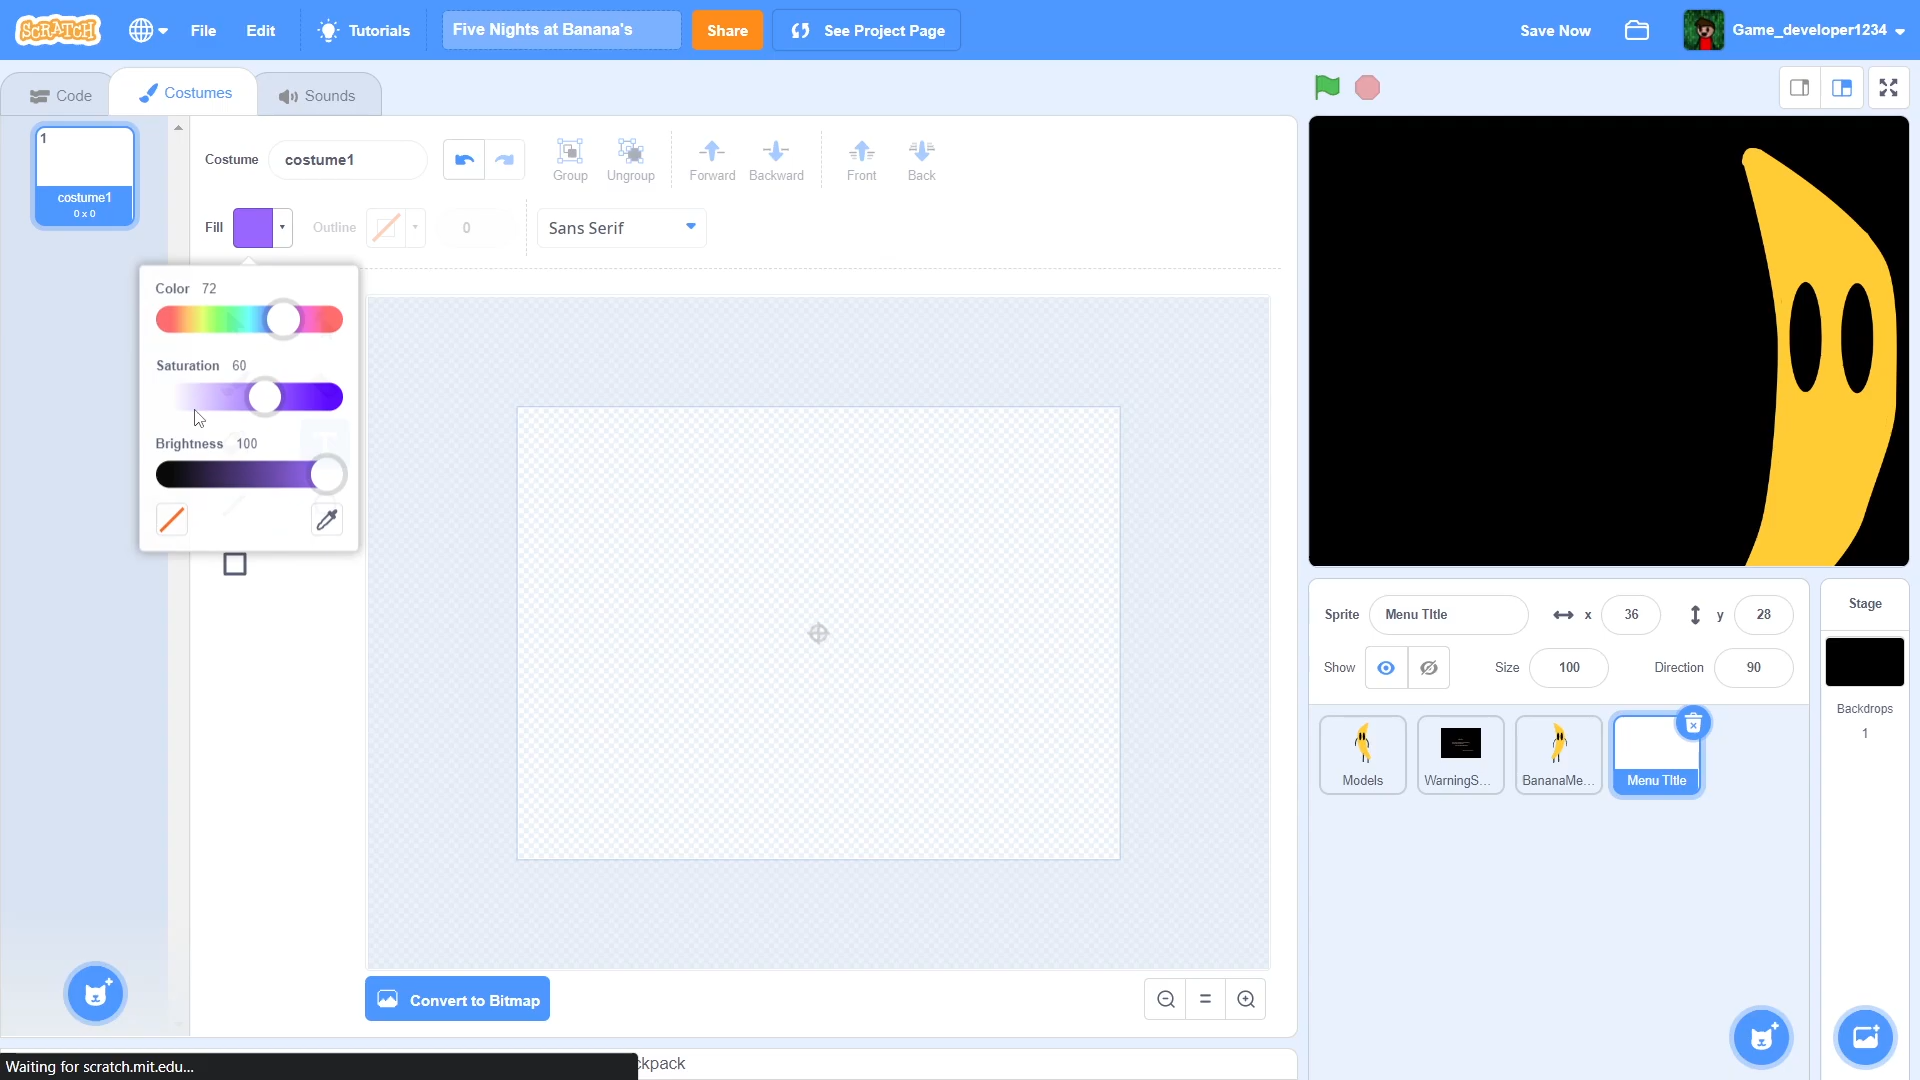 SCRATCH File Edit Tutorials Five Nights at Banana's Share See Project Page Save Now Game_developer1234
Code Costumes Sounds
1
costume1
0 x 0
Costume costume1 Group Ungroup Forward Backward Front Back
Fill Outline 0 Sans Serif
Color 72
Saturation 60
Brightness 100
Convert to Bitmap
Sprite Menu TItle x 36 y 28
Show Size 100 Direction 90
Models WarningS... BananaMe... Menu TItle
Stage
Backdrops
1
Waiting for scratch.mit.edu...
ckpack